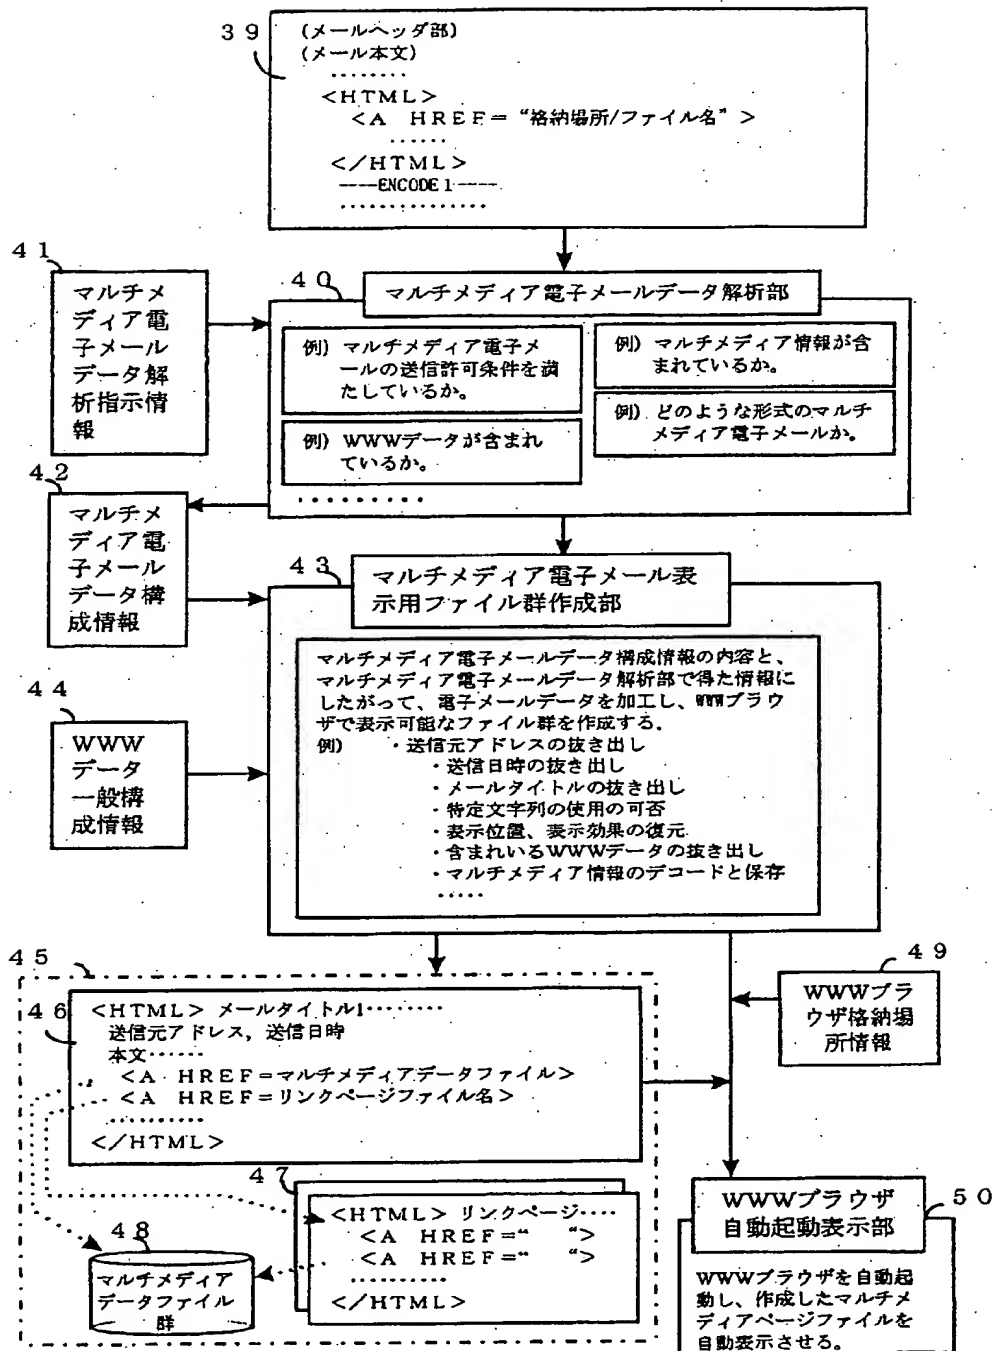 39
(メールヘッダ部)
(メール本文)
........
<HTML>
<A HREF=“格納場所/ファイル名”>
......
</HTML>
----ENCODE1----
...............
41
マルチメ
ディア電
子メール
データ解
析指示情
報
40
マルチメディア電子メールデータ解析部
例) マルチメディア電子メ
ールの送信許可条件を満
たしているか。
例) マルチメディア情報が含
まれているか。
例) WWWデータが含まれ
ているか。
例) どのような形式のマルチ
メディア電子メールか。
.........
42
マルチメ
ディア電
子メール
データ構
成情報
43
マルチメディア電子メール表
示用ファイル群作成部
マルチメディア電子メールデータ構成情報の内容と、
マルチメディア電子メールデータ解析部で得た情報に
したがって、電子メールデータを加工し、WWWブラウ
ザで表示可能なファイル群を作成する.
例) ・送信元アドレスの抜き出し
・送信日時の抜き出し
・メールタイトルの抜き出し
・特定文字列の使用の可否
・表示位置、表示効果の復元
・含まれいるWWWデータの抜き出し
・マルチメディア情報のデコードと保存
.....
44
WWW
データ
一般構
成情報
45
46
<HTML> メールタイトル1………
送信元アドレス, 送信日時
本文……
<A HREF=マルチメディアデータファイル>
<A HREF=リンクページファイル名>
..........
</HTML>
47
<HTML> リンクページ‥‥
<A HREF=“ “>
<A HREF=“ “>
..........
</HTML>
48
マルチメディア
データファイル
群
49
WWWブラ
ウザ格納場
所情報
50
WWWブラウザ
自動起動表示部
WWWブラウザを自動起
動し、作成したマルチメ
ディアページファイルを
自動表示させる。